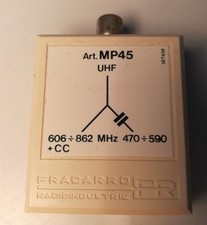 Art. MP45
UHF
606÷862 MHz 470÷590
+CC
FRACARRO
RADIOINDUSTRIE